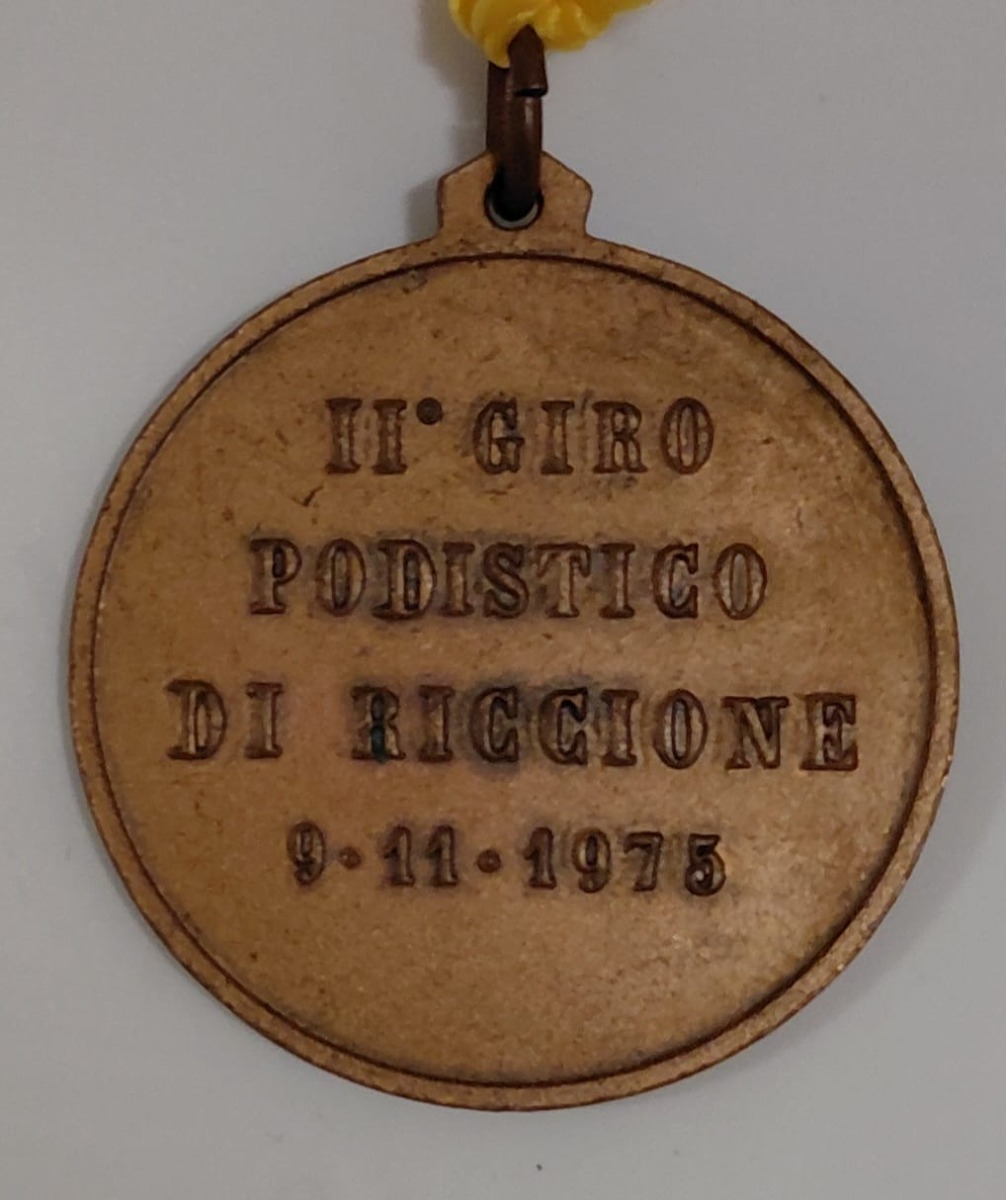 II° GIRO
PODISTICO
DI RICCIONE
9·11·1975